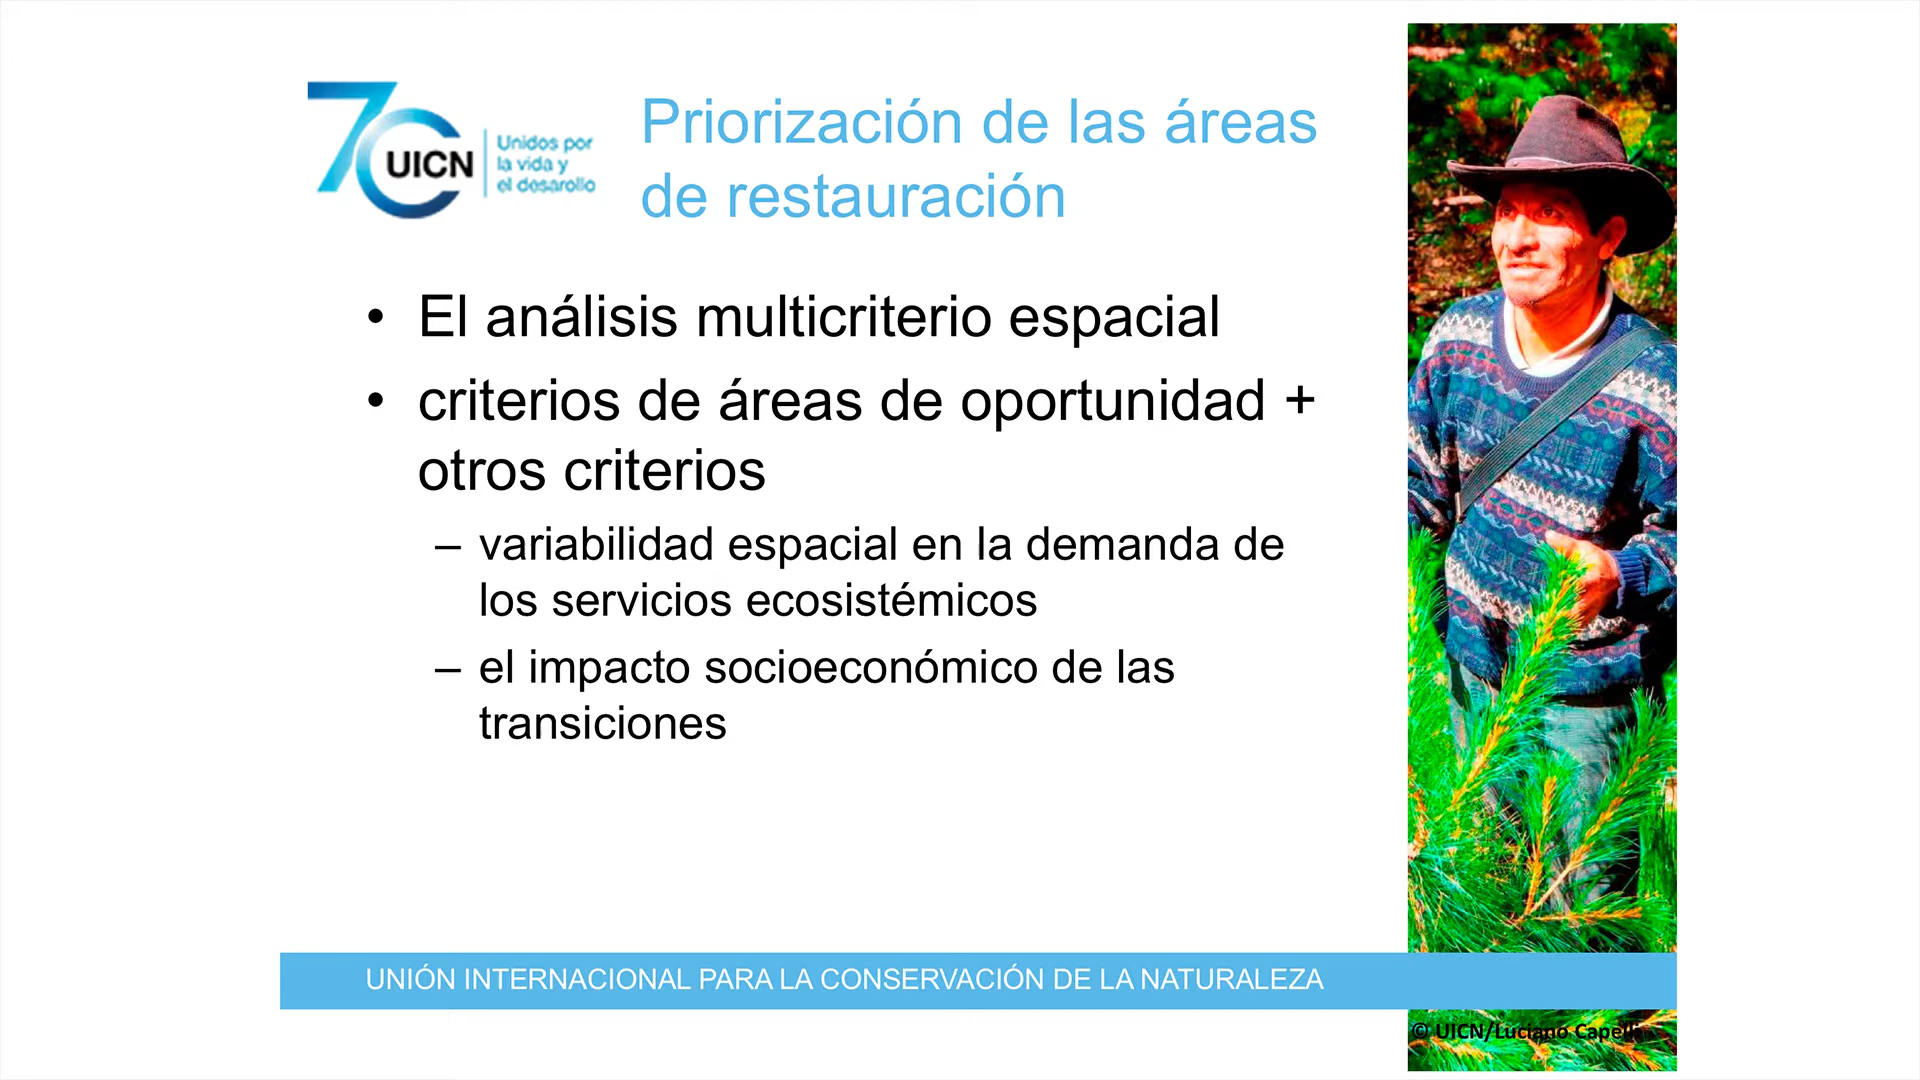 70
UICN
Unidos por
la vida y
el desarollo
Priorización de las áreas
de restauración
• El análisis multicriterio espacial
• criterios de áreas de oportunidad +
otros criterios
– variabilidad espacial en la demanda de
los servicios ecosistémicos
– el impacto socioeconómico de las
transiciones
UNIÓN INTERNACIONAL PARA LA CONSERVACIÓN DE LA NATURALEZA
© UICN/Luciano